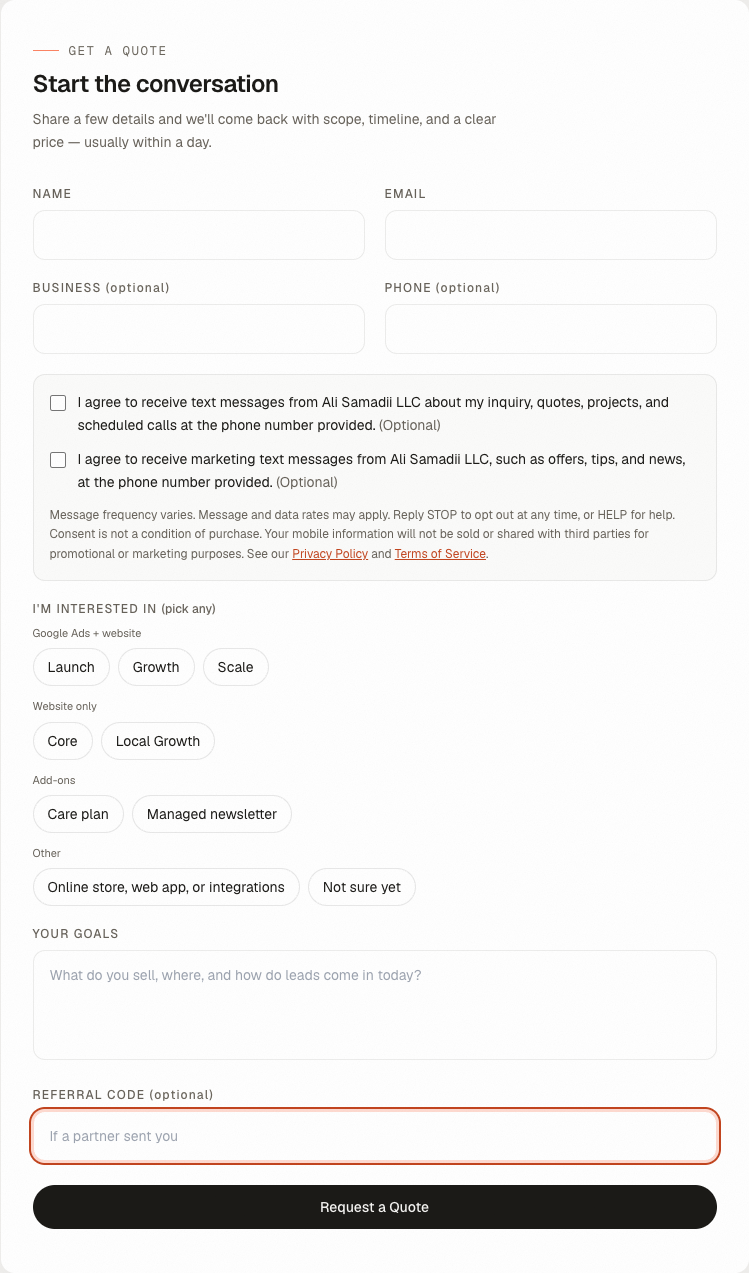 GET A QUOTE
Start the conversation
Share a few details and we'll come back with scope, timeline, and a clear
price — usually within a day.
NAME
EMAIL
BUSINESS (optional)
PHONE (optional)
I agree to receive text messages from Ali Samadii LLC about my inquiry, quotes, projects, and
scheduled calls at the phone number provided. (Optional)
I agree to receive marketing text messages from Ali Samadii LLC, such as offers, tips, and news,
at the phone number provided. (Optional)
Message frequency varies. Message and data rates may apply. Reply STOP to opt out at any time, or HELP for help.
Consent is not a condition of purchase. Your mobile information will not be sold or shared with third parties for
promotional or marketing purposes. See our Privacy Policy and Terms of Service.
I'M INTERESTED IN (pick any)
Google Ads + website
Launch
Growth
Scale
Website only
Core
Local Growth
Add-ons
Care plan
Managed newsletter
Other
Online store, web app, or integrations
Not sure yet
YOUR GOALS
What do you sell, where, and how do leads come in today?
REFERRAL CODE (optional)
If a partner sent you
Request a Quote